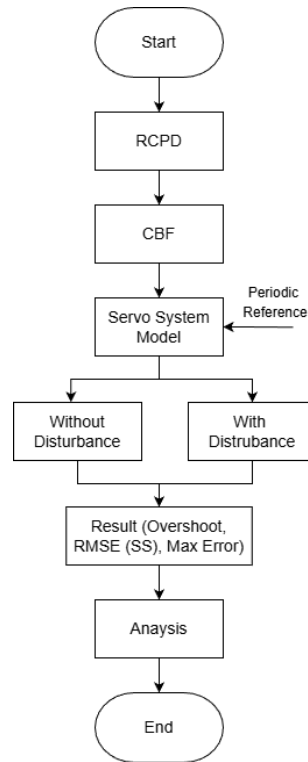 Start
RCPD
CBF
Periodic
Reference
Servo System
Model
Without
Disturbance
With
Distrubance
Result (Overshoot,
RMSE (SS), Max Error)
Anaysis
End